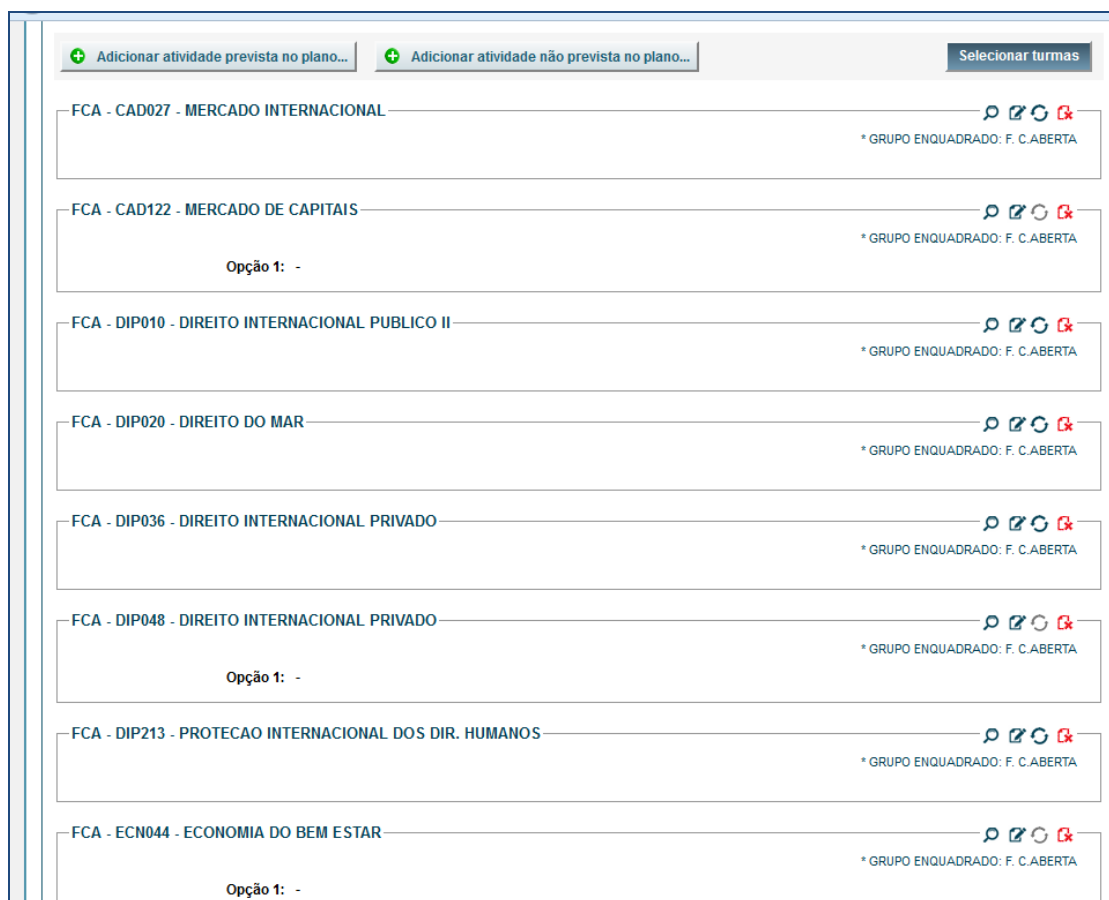 Adicionar atividade prevista no plano... Adicionar atividade não prevista no plano... Selecionar turmas
FCA - CAD027 - MERCADO INTERNACIONAL
* GRUPO ENQUADRADO: F. C.ABERTA
FCA - CAD122 - MERCADO DE CAPITAIS
* GRUPO ENQUADRADO: F. C.ABERTA
Opção 1: -
FCA - DIP010 - DIREITO INTERNACIONAL PUBLICO II
* GRUPO ENQUADRADO: F. C.ABERTA
FCA - DIP020 - DIREITO DO MAR
* GRUPO ENQUADRADO: F. C.ABERTA
FCA - DIP036 - DIREITO INTERNACIONAL PRIVADO
* GRUPO ENQUADRADO: F. C.ABERTA
FCA - DIP048 - DIREITO INTERNACIONAL PRIVADO
* GRUPO ENQUADRADO: F. C.ABERTA
Opção 1: -
FCA - DIP213 - PROTECAO INTERNACIONAL DOS DIR. HUMANOS
* GRUPO ENQUADRADO: F. C.ABERTA
FCA - ECN044 - ECONOMIA DO BEM ESTAR
* GRUPO ENQUADRADO: F. C.ABERTA
Opção 1: -